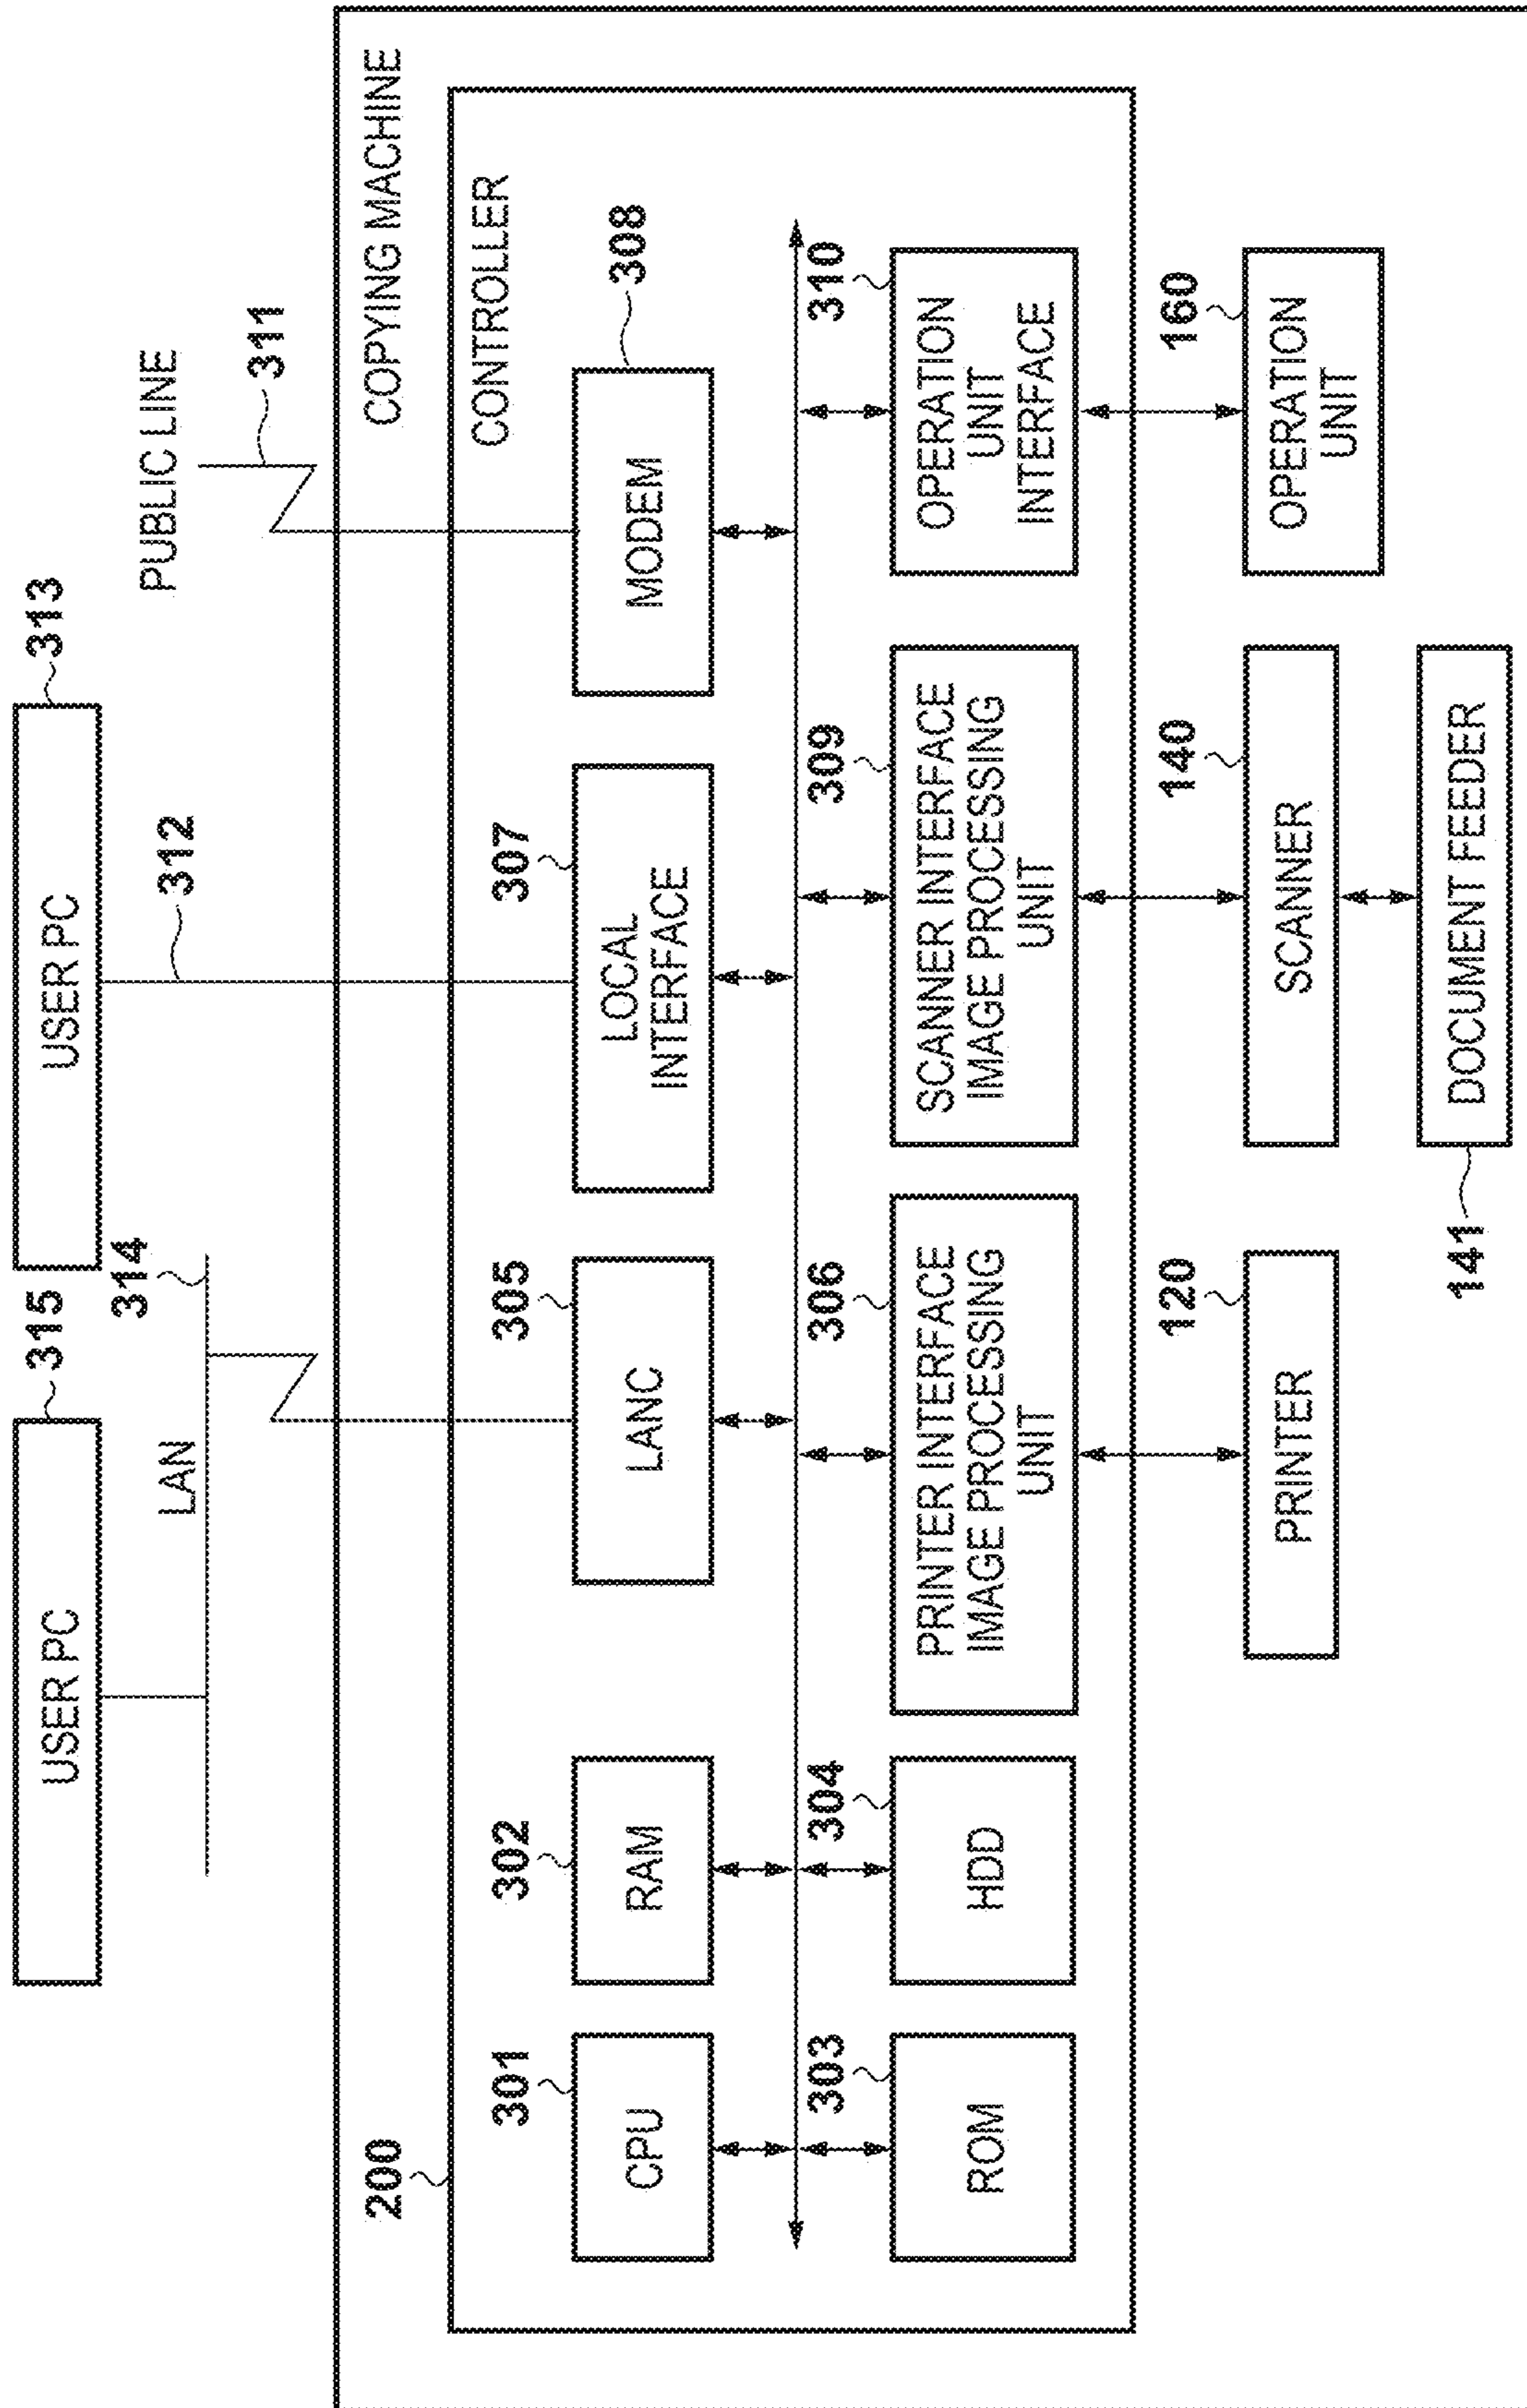 315
USER PC
313
USER PC
314
LAN
312
PUBLIC LINE
311
COPYING MACHINE
200
CONTROLLER
301
CPU
302
RAM
305
LANC
307
LOCAL
INTERFACE
308
MODEM
303
ROM
304
HDD
306
PRINTER INTERFACE
IMAGE PROCESSING
UNIT
309
SCANNER INTERFACE
IMAGE PROCESSING
UNIT
310
OPERATION
UNIT
INTERFACE
120
PRINTER
140
SCANNER
160
OPERATION
UNIT
141
DOCUMENT FEEDER